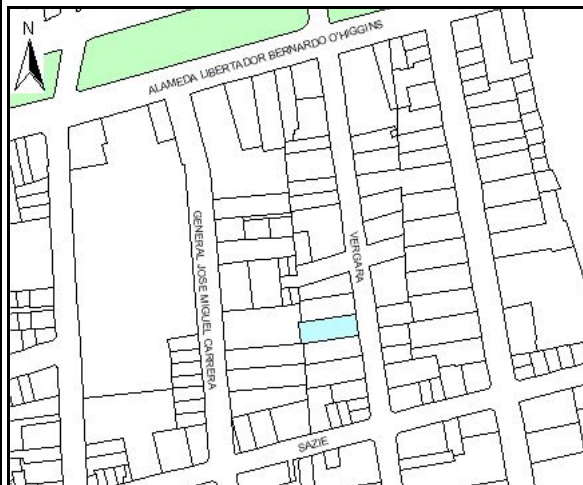 N
ALAMEDA LIBERTADOR BERNARDO O'HIGGINS
GENERAL JOSE MIGUEL CARRERA
VERGARA
SAZIE